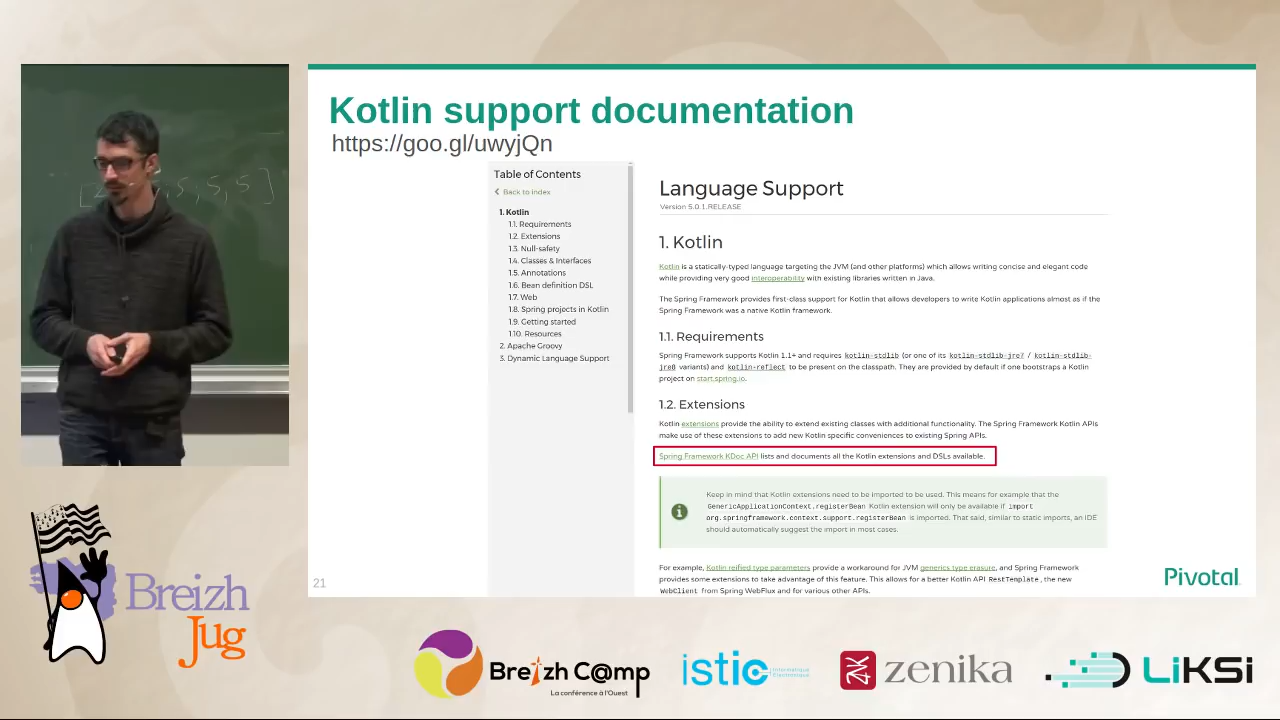 Kotlin support documentation
https://goo.gl/uwyjQn
Table of Contents
Back to index
1. Kotlin
1.1. Requirements
1.2. Extensions
1.3. Null-safety
1.4. Classes & Interfaces
1.5. Annotations
1.6. Bean definition DSL
1.7. Web
1.8. Spring projects in Kotlin
1.9. Getting started
1.10. Resources
2. Apache Groovy
3. Dynamic Language Support
Language Support
Version 5.0.1.RELEASE
1. Kotlin
Kotlin is a statically-typed language targeting the JVM (and other platforms) which allows writing concise and elegant code
while providing very good interoperability with existing libraries written in Java.
The Spring Framework provides first-class support for Kotlin that allows developers to write Kotlin applications almost as if the
Spring Framework was a native Kotlin framework.
1.1. Requirements
Spring Framework supports Kotlin 1.1+ and requires kotlin-stdlib (or one of its kotlin-stdlib-jre7 / kotlin-stdlib-
jre8 variants) and kotlin-reflect to be present on the classpath. They are provided by default if one bootstraps a Kotlin
project on start.spring.io.
1.2. Extensions
Kotlin extensions provide the ability to extend existing classes with additional functionality. The Spring Framework Kotlin APIs
make use of these extensions to add new Kotlin specific conveniences to existing Spring APIs.
Spring Framework KDoc API lists and documents all the Kotlin extensions and DSLs available.
Keep in mind that Kotlin extensions need to be imported to be used. This means for example that the
GenericApplicationContext.registerBean Kotlin extension will only be available if import
org.springframework.context.support.registerBean is imported. That said, similar to static imports, an IDE
should automatically suggest the import in most cases.
For example, Kotlin reified type parameters provide a workaround for JVM generics type erasure, and Spring Framework
provides some extensions to take advantage of this feature. This allows for a better Kotlin API RestTemplate, the new
WebClient from Spring WebFlux and for various other APIs.
21
Pivotal
Breizh
Jug
Breizh C@mp
La conférence à l'Ouest
istic
Informatique
Electronique
zenika
LiKSi